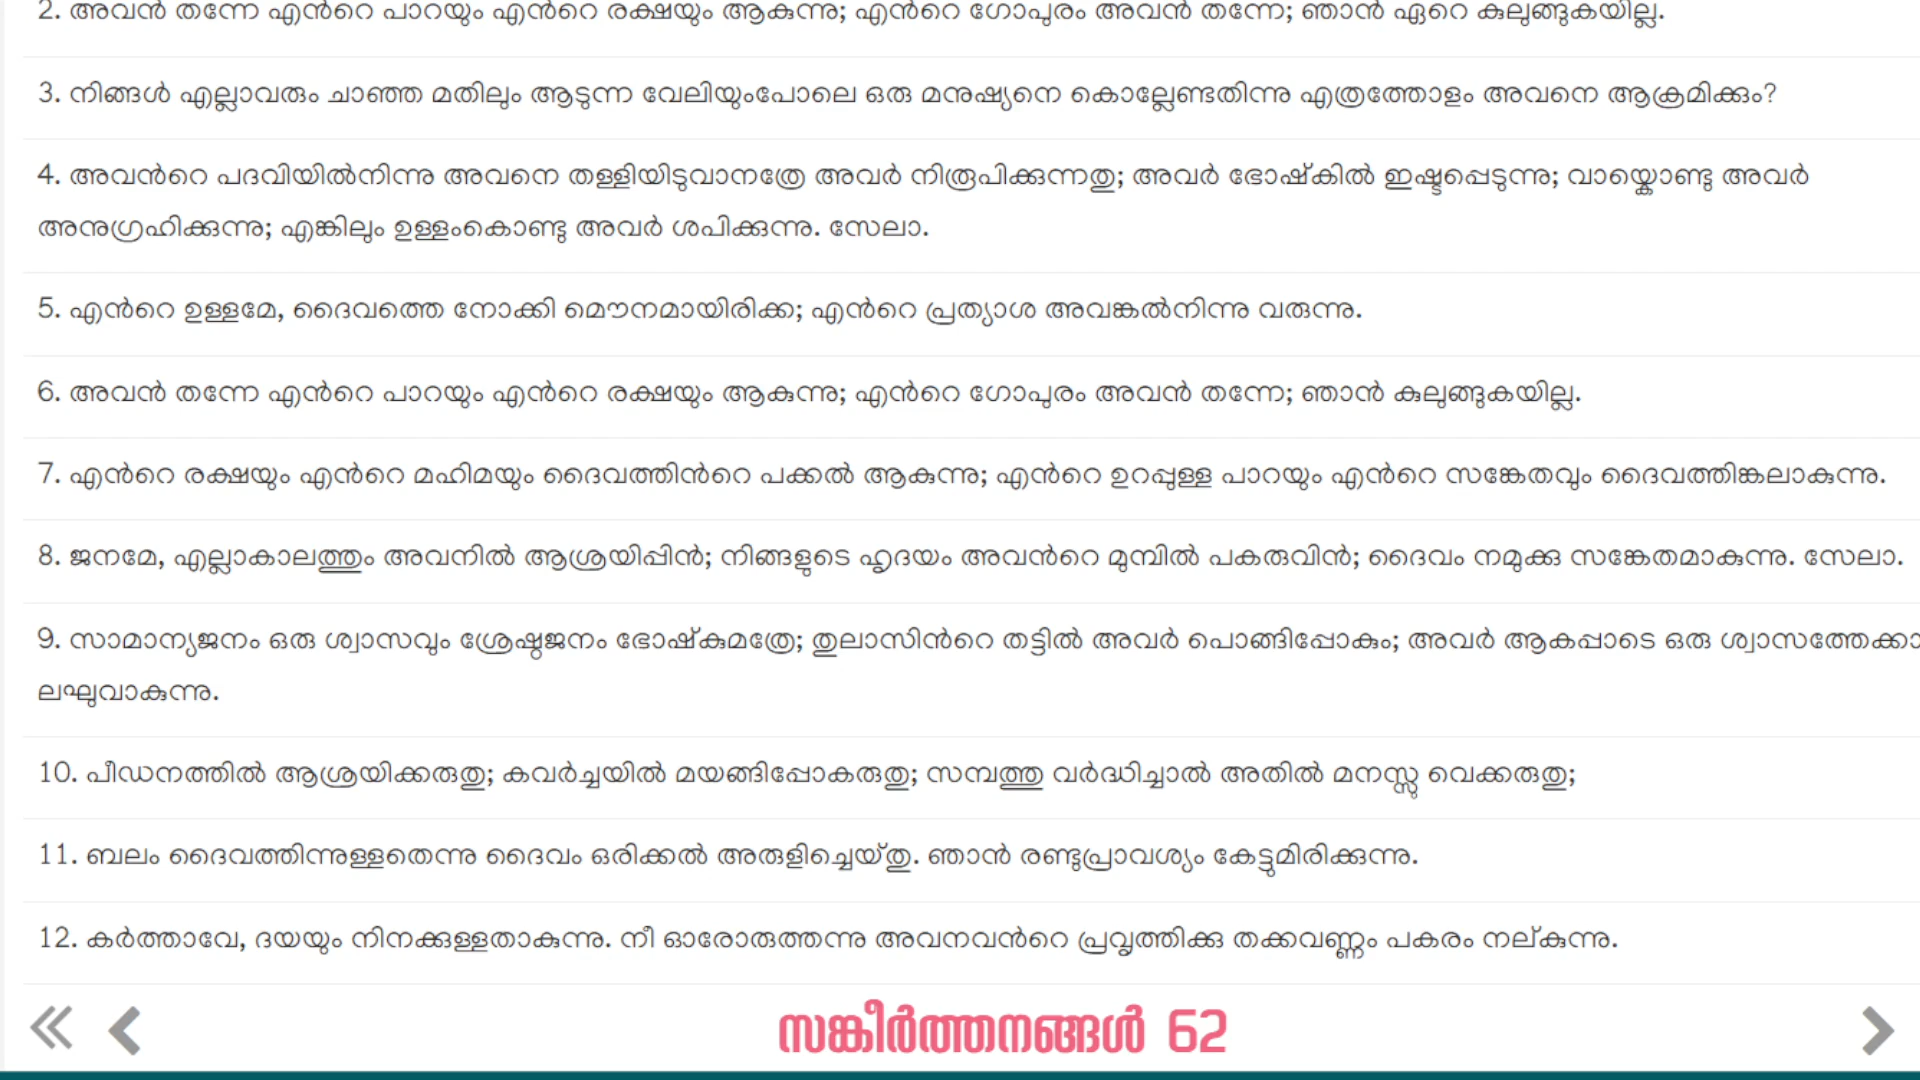 2. അവൻ തന്നേ എൻറെ പാറയും എൻറെ രക്ഷയും ആകുന്നു; എൻറെ ഗോപുരം അവൻ തന്നേ; ഞാൻ ഏറെ കുലുങ്ങുകയില്ല.
3. നിങ്ങൾ എല്ലാവരും ചാഞ്ഞ മതിലും ആടുന്ന വേലിയുംപോലെ ഒരു മനുഷ്യനെ കൊല്ലേണ്ടതിന്നു എത്രത്തോളം അവനെ ആക്രമിക്കും?
4. അവൻറെ പദവിയിൽനിന്നു അവനെ തള്ളിയിടുവാനത്രേ അവർ നിരൂപിക്കുന്നതു; അവർ ഭോഷ്കിൽ ഇഷ്ടപ്പെടുന്നു; വായ്കൊണ്ടു അവർ
അനുഗ്രഹിക്കുന്നു; എങ്കിലും ഉള്ളംകൊണ്ടു അവർ ശപിക്കുന്നു. സേലാ.
5. എൻറെ ഉള്ളമേ, ദൈവത്തെ നോക്കി മൌനമായിരിക്ക; എൻറെ പ്രത്യാശ അവങ്കൽനിന്നു വരുന്നു.
6. അവൻ തന്നേ എൻറെ പാറയും എൻറെ രക്ഷയും ആകുന്നു; എൻറെ ഗോപുരം അവൻ തന്നേ; ഞാൻ കുലുങ്ങുകയില്ല.
7. എൻറെ രക്ഷയും എൻറെ മഹിമയും ദൈവത്തിൻറെ പക്കൽ ആകുന്നു; എൻറെ ഉറപ്പുള്ള പാറയും എൻറെ സങ്കേതവും ദൈവത്തിങ്കലാകുന്നു.
8. ജനമേ, എല്ലാകാലത്തും അവനിൽ ആശ്രയിപ്പിൻ; നിങ്ങളുടെ ഹൃദയം അവൻറെ മുമ്പിൽ പകരുവിൻ; ദൈവം നമുക്കു സങ്കേതമാകുന്നു. സേലാ.
9. സാമാന്യജനം ഒരു ശ്വാസവും ശ്രേഷ്ഠജനം ഭോഷ്കുമത്രേ; തുലാസിൻറെ തട്ടിൽ അവർ പൊങ്ങിപ്പോകും; അവർ ആകപ്പാടെ ഒരു
ലഘുവാകുന്നു.
10. പീഡനത്തിൽ ആശ്രയിക്കരുതു; കവർച്ചയിൽ മയങ്ങിപ്പോകരുതു; സമ്പത്തു വർദ്ധിച്ചാൽ അതിൽ മനസ്സു വെക്കരുതു;
11. ബലം ദൈവത്തിന്നുള്ളതെന്നു ദൈവം ഒരിക്കൽ അരുളിച്ചെയ്തു. ഞാൻ രണ്ടുപ്രാവശ്യം കേട്ടുമിരിക്കുന്നു.
12. കർത്താവേ, ദയയും നിനക്കുള്ളതാകുന്നു. നീ ഓരോരുത്തന്നു അവനവൻറെ പ്രവൃത്തിക്കു തക്കവണ്ണം പകരം നല്കുന്നു.
സങ്കീർത്തനങ്ങൾ 62